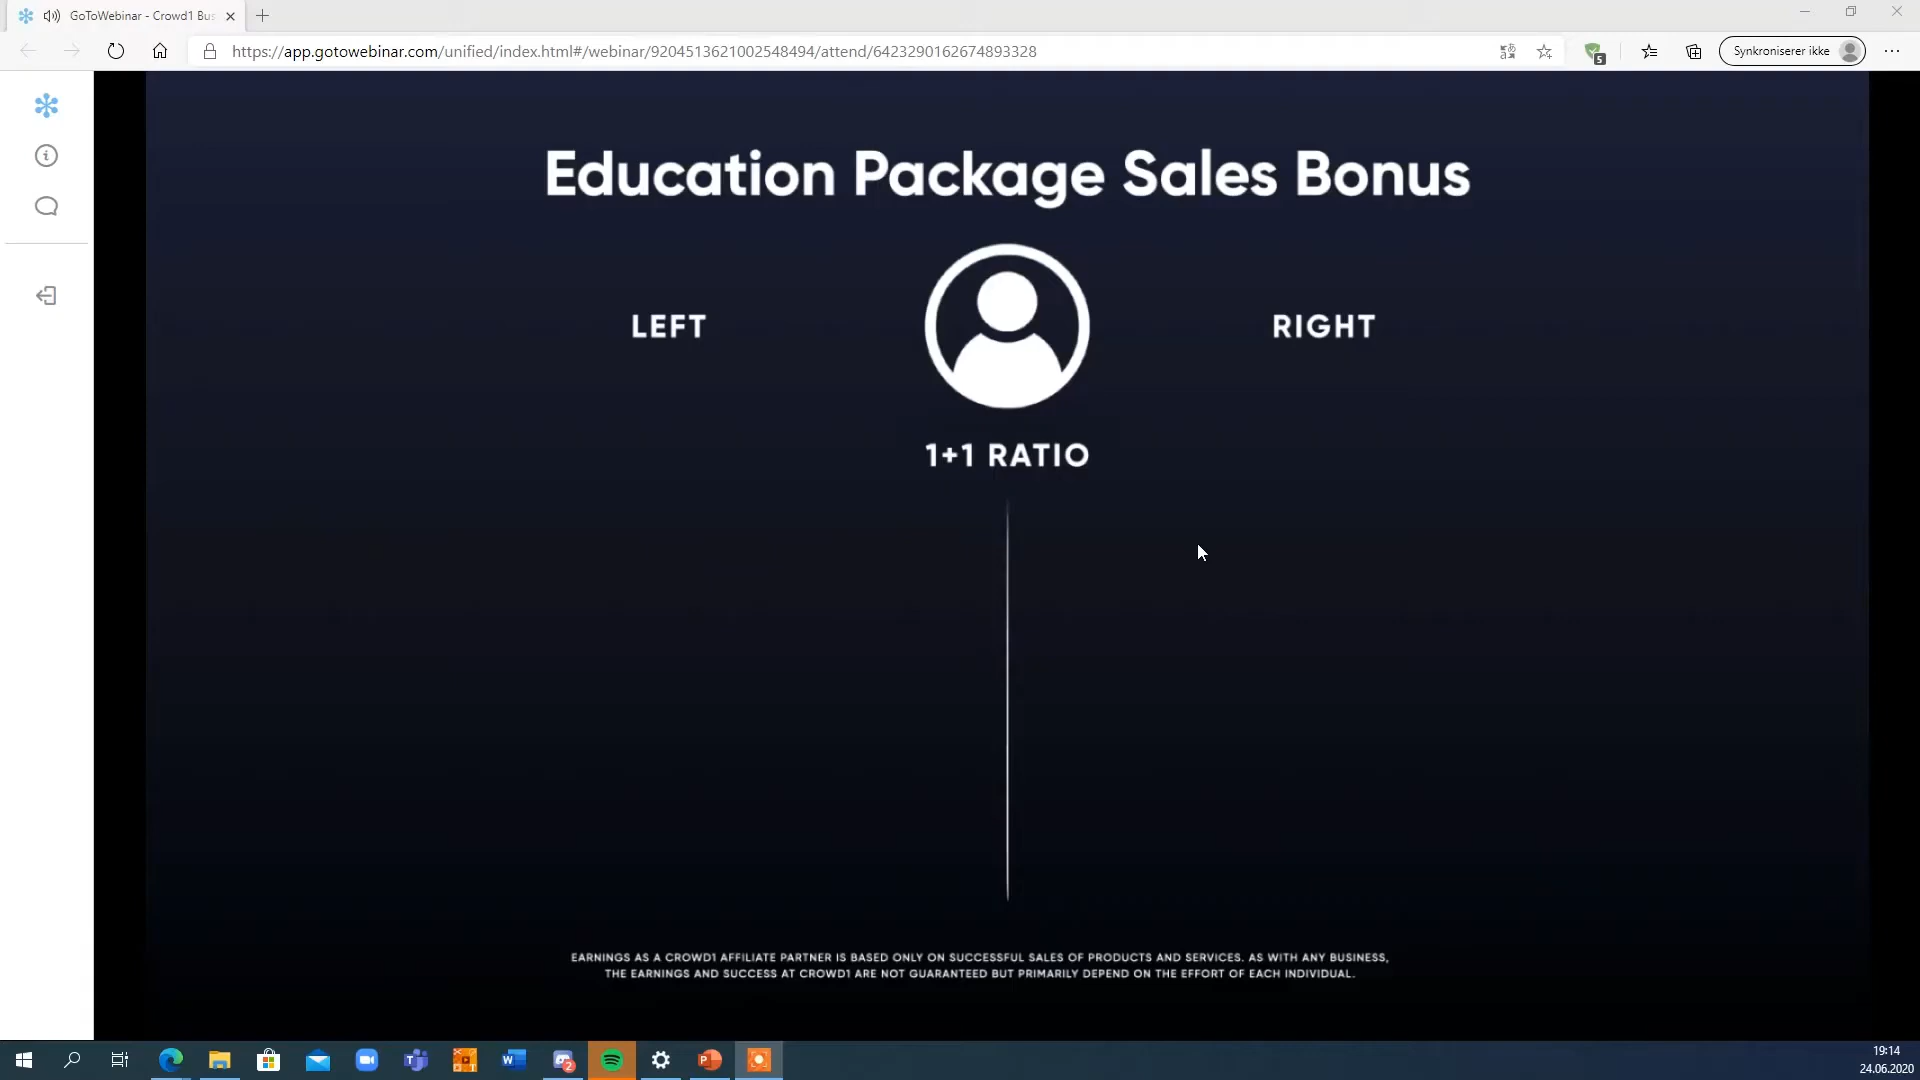 GoToWebinar - Crowd1 Bus
https://app.gotowebinar.com/unified/index.html#/webinar/9204513621002548494/attend/6423290162674893328
5
Synkroniserer ikke
Education Package Sales Bonus
LEFT
RIGHT
1+1 RATIO
EARNINGS AS A CROWD1 AFFILIATE PARTNER IS BASED ONLY ON SUCCESSFUL SALES OF PRODUCTS AND SERVICES. AS WITH ANY BUSINESS,
THE EARNINGS AND SUCCESS AT CROWD1 ARE NOT GUARANTEED BUT PRIMARILY DEPEND ON THE EFFORT OF EACH INDIVIDUAL.
2
19:14
24.06.2020